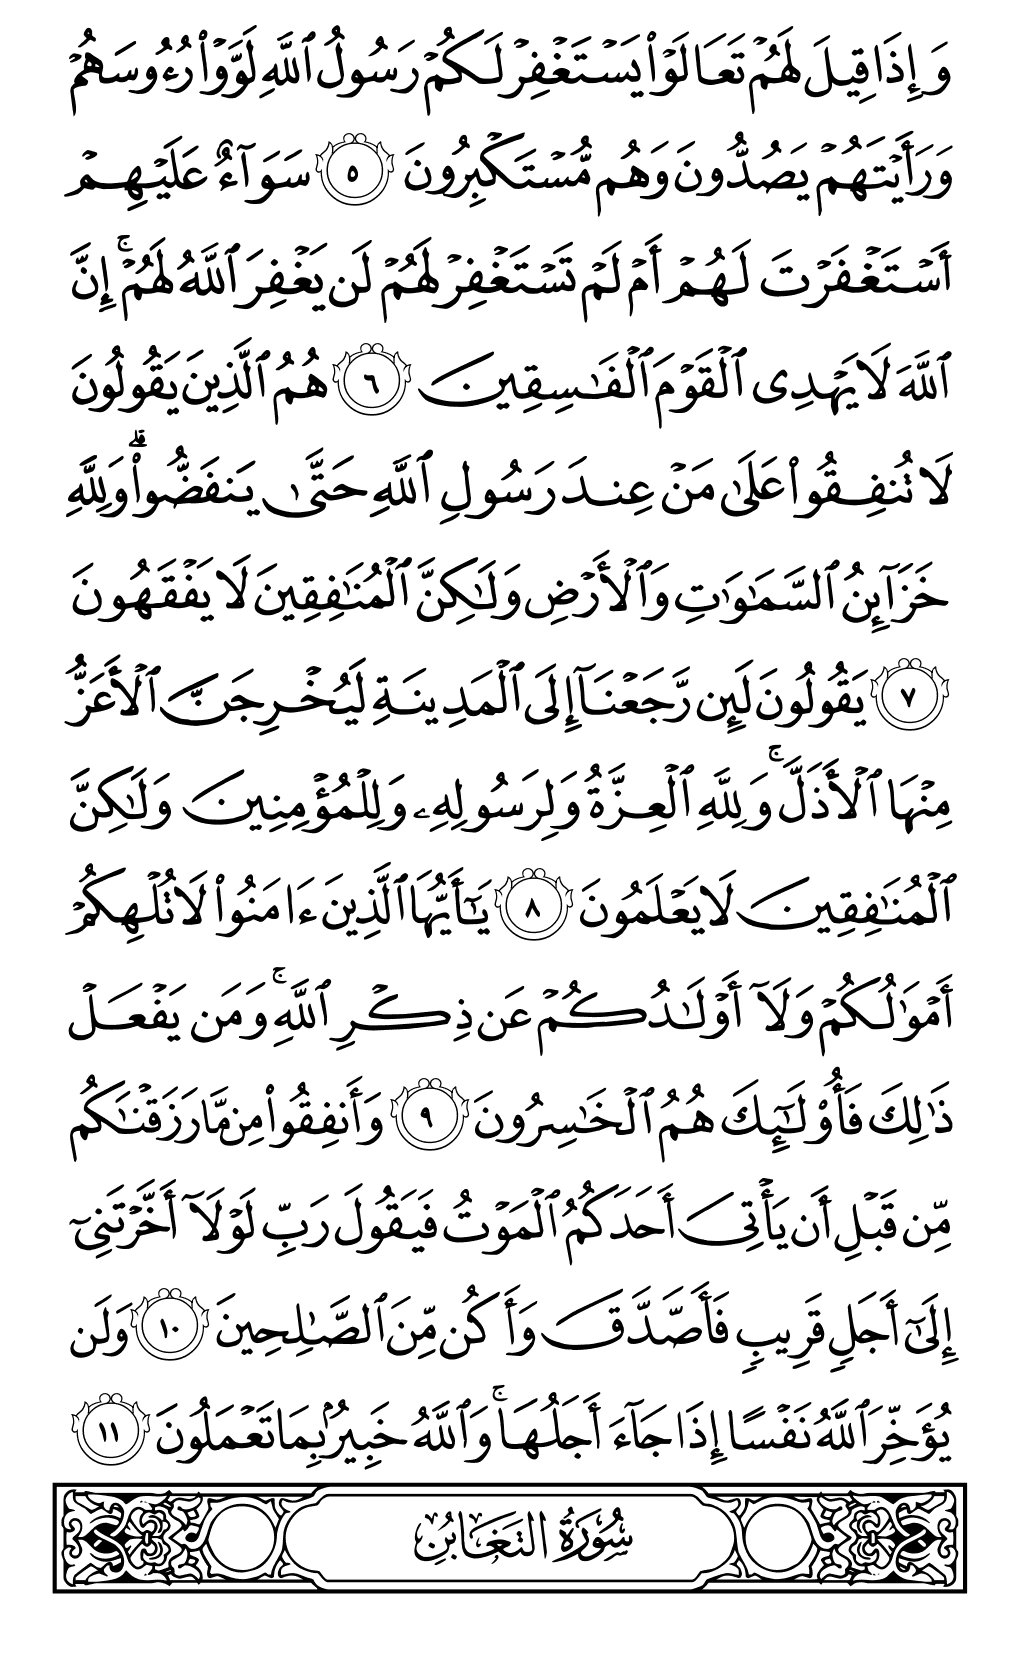 وَإِذَا قِيلَ لَهُمْ تَعَالَوْا۟ يَسْتَغْفِرْ لَكُمْ رَسُولُ ٱللَّهِ لَوَّوْا۟ رُءُوسَهُمْ
وَرَأَيْتَهُمْ يَصُدُّونَ وَهُم مُّسْتَكْبِرُونَ ٥ سَوَآءٌ عَلَيْهِمْ
أَسْتَغْفَرْتَ لَهُمْ أَمْ لَمْ تَسْتَغْفِرْ لَهُمْ لَن يَغْفِرَ ٱللَّهُ لَهُمْ ۚ إِنَّ
ٱللَّهَ لَا يَهْدِى ٱلْقَوْمَ ٱلْفَـٰسِقِينَ ٦ هُمُ ٱلَّذِينَ يَقُولُونَ
لَا تُنفِقُوا۟ عَلَىٰ مَنْ عِندَ رَسُولِ ٱللَّهِ حَتَّىٰ يَنفَضُّوا۟ ۗ وَلِلَّهِ
خَزَآئِنُ ٱلسَّمَـٰوَٰتِ وَٱلْأَرْضِ وَلَـٰكِنَّ ٱلْمُنَـٰفِقِينَ لَا يَفْقَهُونَ
٧ يَقُولُونَ لَئِن رَّجَعْنَآ إِلَى ٱلْمَدِينَةِ لَيُخْرِجَنَّ ٱلْأَعَزُّ
مِنْهَا ٱلْأَذَلَّ ۚ وَلِلَّهِ ٱلْعِزَّةُ وَلِرَسُولِهِۦ وَلِلْمُؤْمِنِينَ وَلَـٰكِنَّ
ٱلْمُنَـٰفِقِينَ لَا يَعْلَمُونَ ٨ يَـٰٓأَيُّهَا ٱلَّذِينَ ءَامَنُوا۟ لَا تُلْهِكُمْ
أَمْوَٰلُكُمْ وَلَآ أَوْلَـٰدُكُمْ عَن ذِكْرِ ٱللَّهِ ۚ وَمَن يَفْعَلْ
ذَٰلِكَ فَأُو۟لَـٰٓئِكَ هُمُ ٱلْخَـٰسِرُونَ ٩ وَأَنفِقُوا۟ مِن مَّا رَزَقْنَـٰكُم
مِّن قَبْلِ أَن يَأْتِىَ أَحَدَكُمُ ٱلْمَوْتُ فَيَقُولَ رَبِّ لَوْلَآ أَخَّرْتَنِىٓ
إِلَىٰٓ أَجَلٍ قَرِيبٍ فَأَصَّدَّقَ وَأَكُن مِّنَ ٱلصَّـٰلِحِينَ ١٠ وَلَن
يُؤَخِّرَ ٱللَّهُ نَفْسًا إِذَا جَآءَ أَجَلُهَا ۚ وَٱللَّهُ خَبِيرٌۢ بِمَا تَعْمَلُونَ ١١
سُورَةُ التَّغَابُنِ